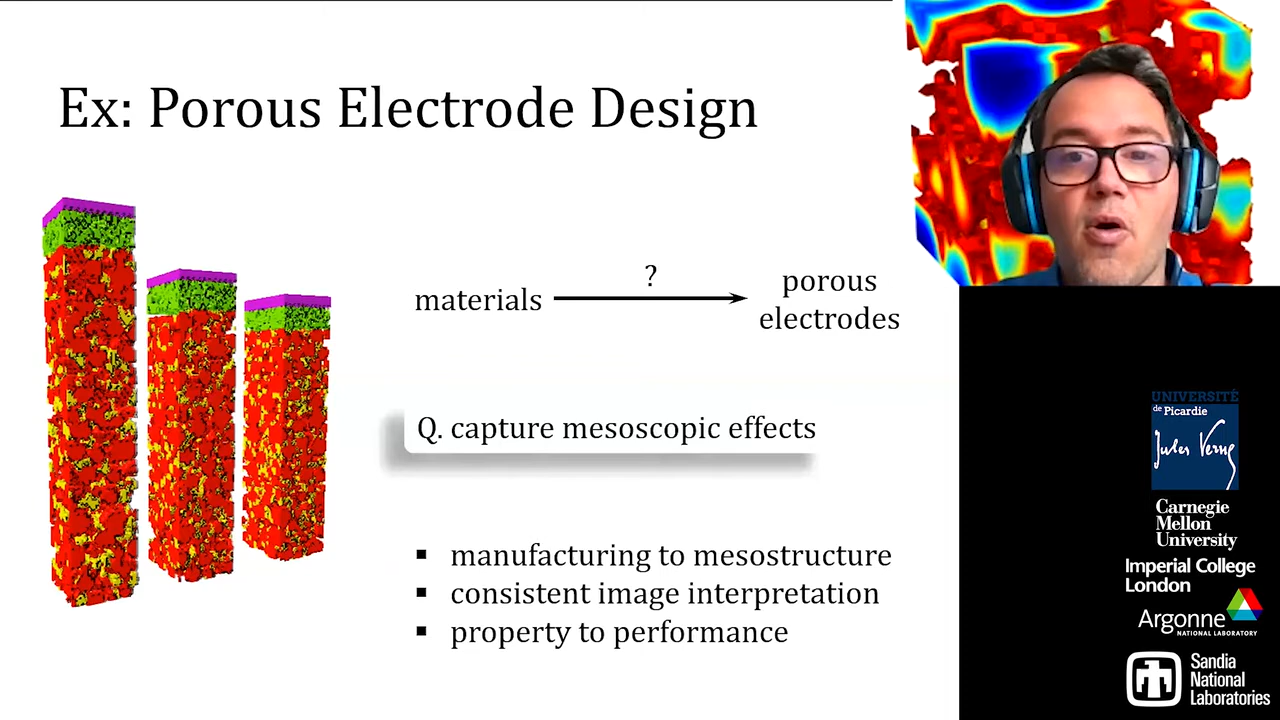 Ex: Porous Electrode Design
?
materials
porous
electrodes
Q. capture mesoscopic effects
▪ manufacturing to mesostructure
▪ consistent image interpretation
▪ property to performance
UNIVERSITÉ
de Picardie
Jules Verne
Carnegie
Mellon
University
Imperial College
London
Argonne
NATIONAL LABORATORY
Sandia
National
Laboratories